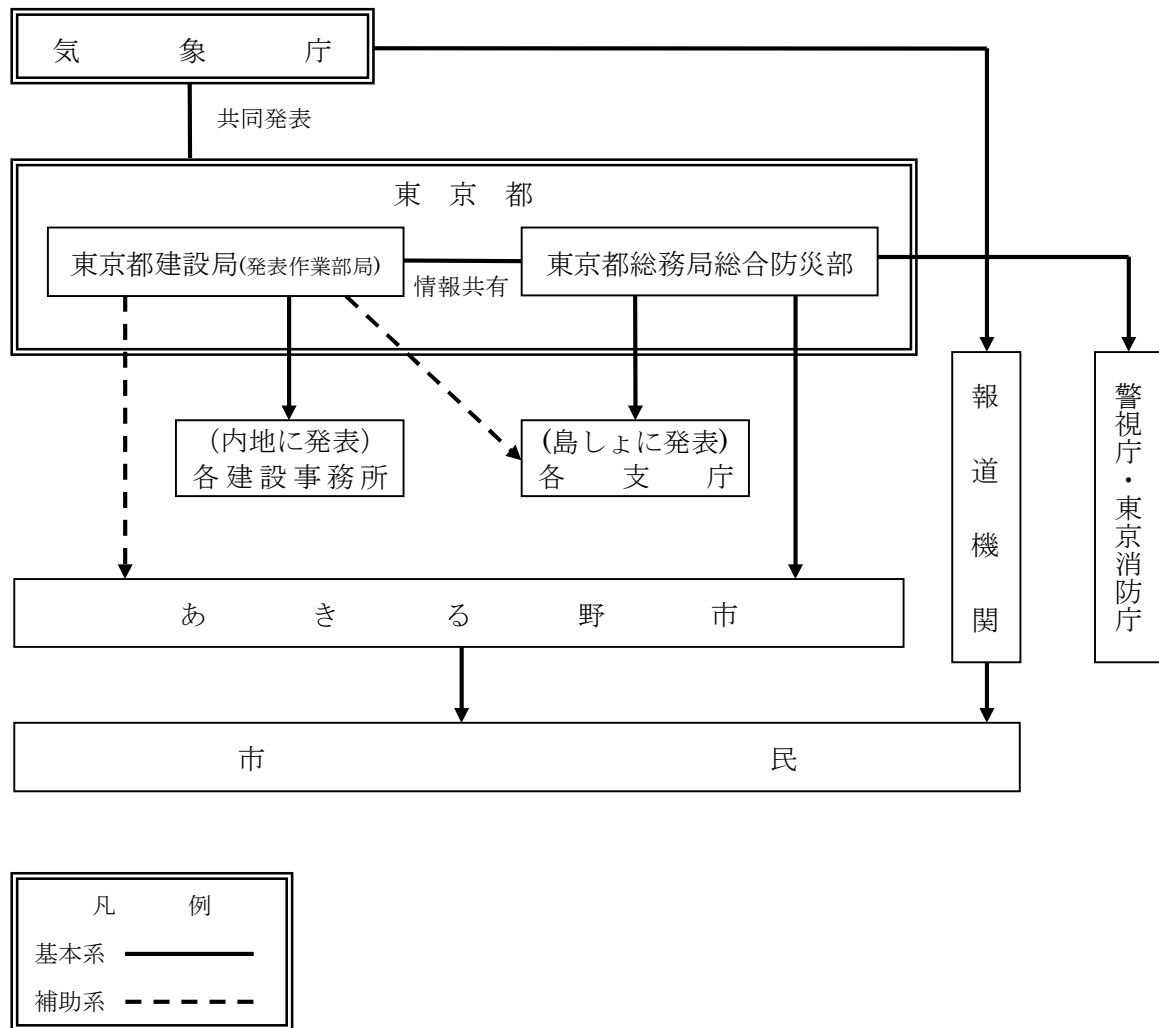 気象庁
共同発表
東京都
東京都建設局(発表作業部局)
情報共有
東京都総務局総合防災部
(内地に発表)
各建設事務所
(島しょに発表)
各支庁
報道機関
警視庁・東京消防庁
あきる野市
市民
凡例
基本系
補助系